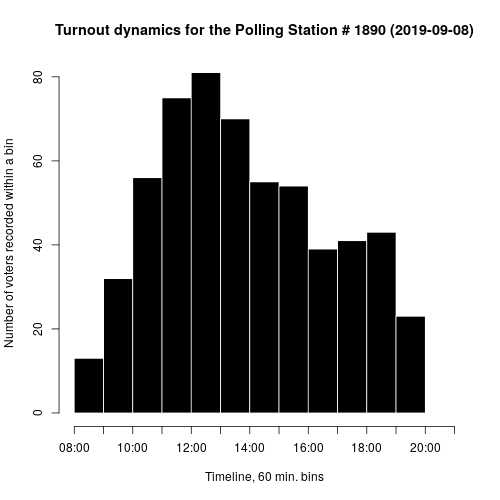 Turnout dynamics for the Polling Station # 1890 (2019-09-08)
Number of voters recorded within a bin
80
60
40
20
0
08:00 10:00 12:00 14:00 16:00 18:00 20:00
Timeline, 60 min. bins